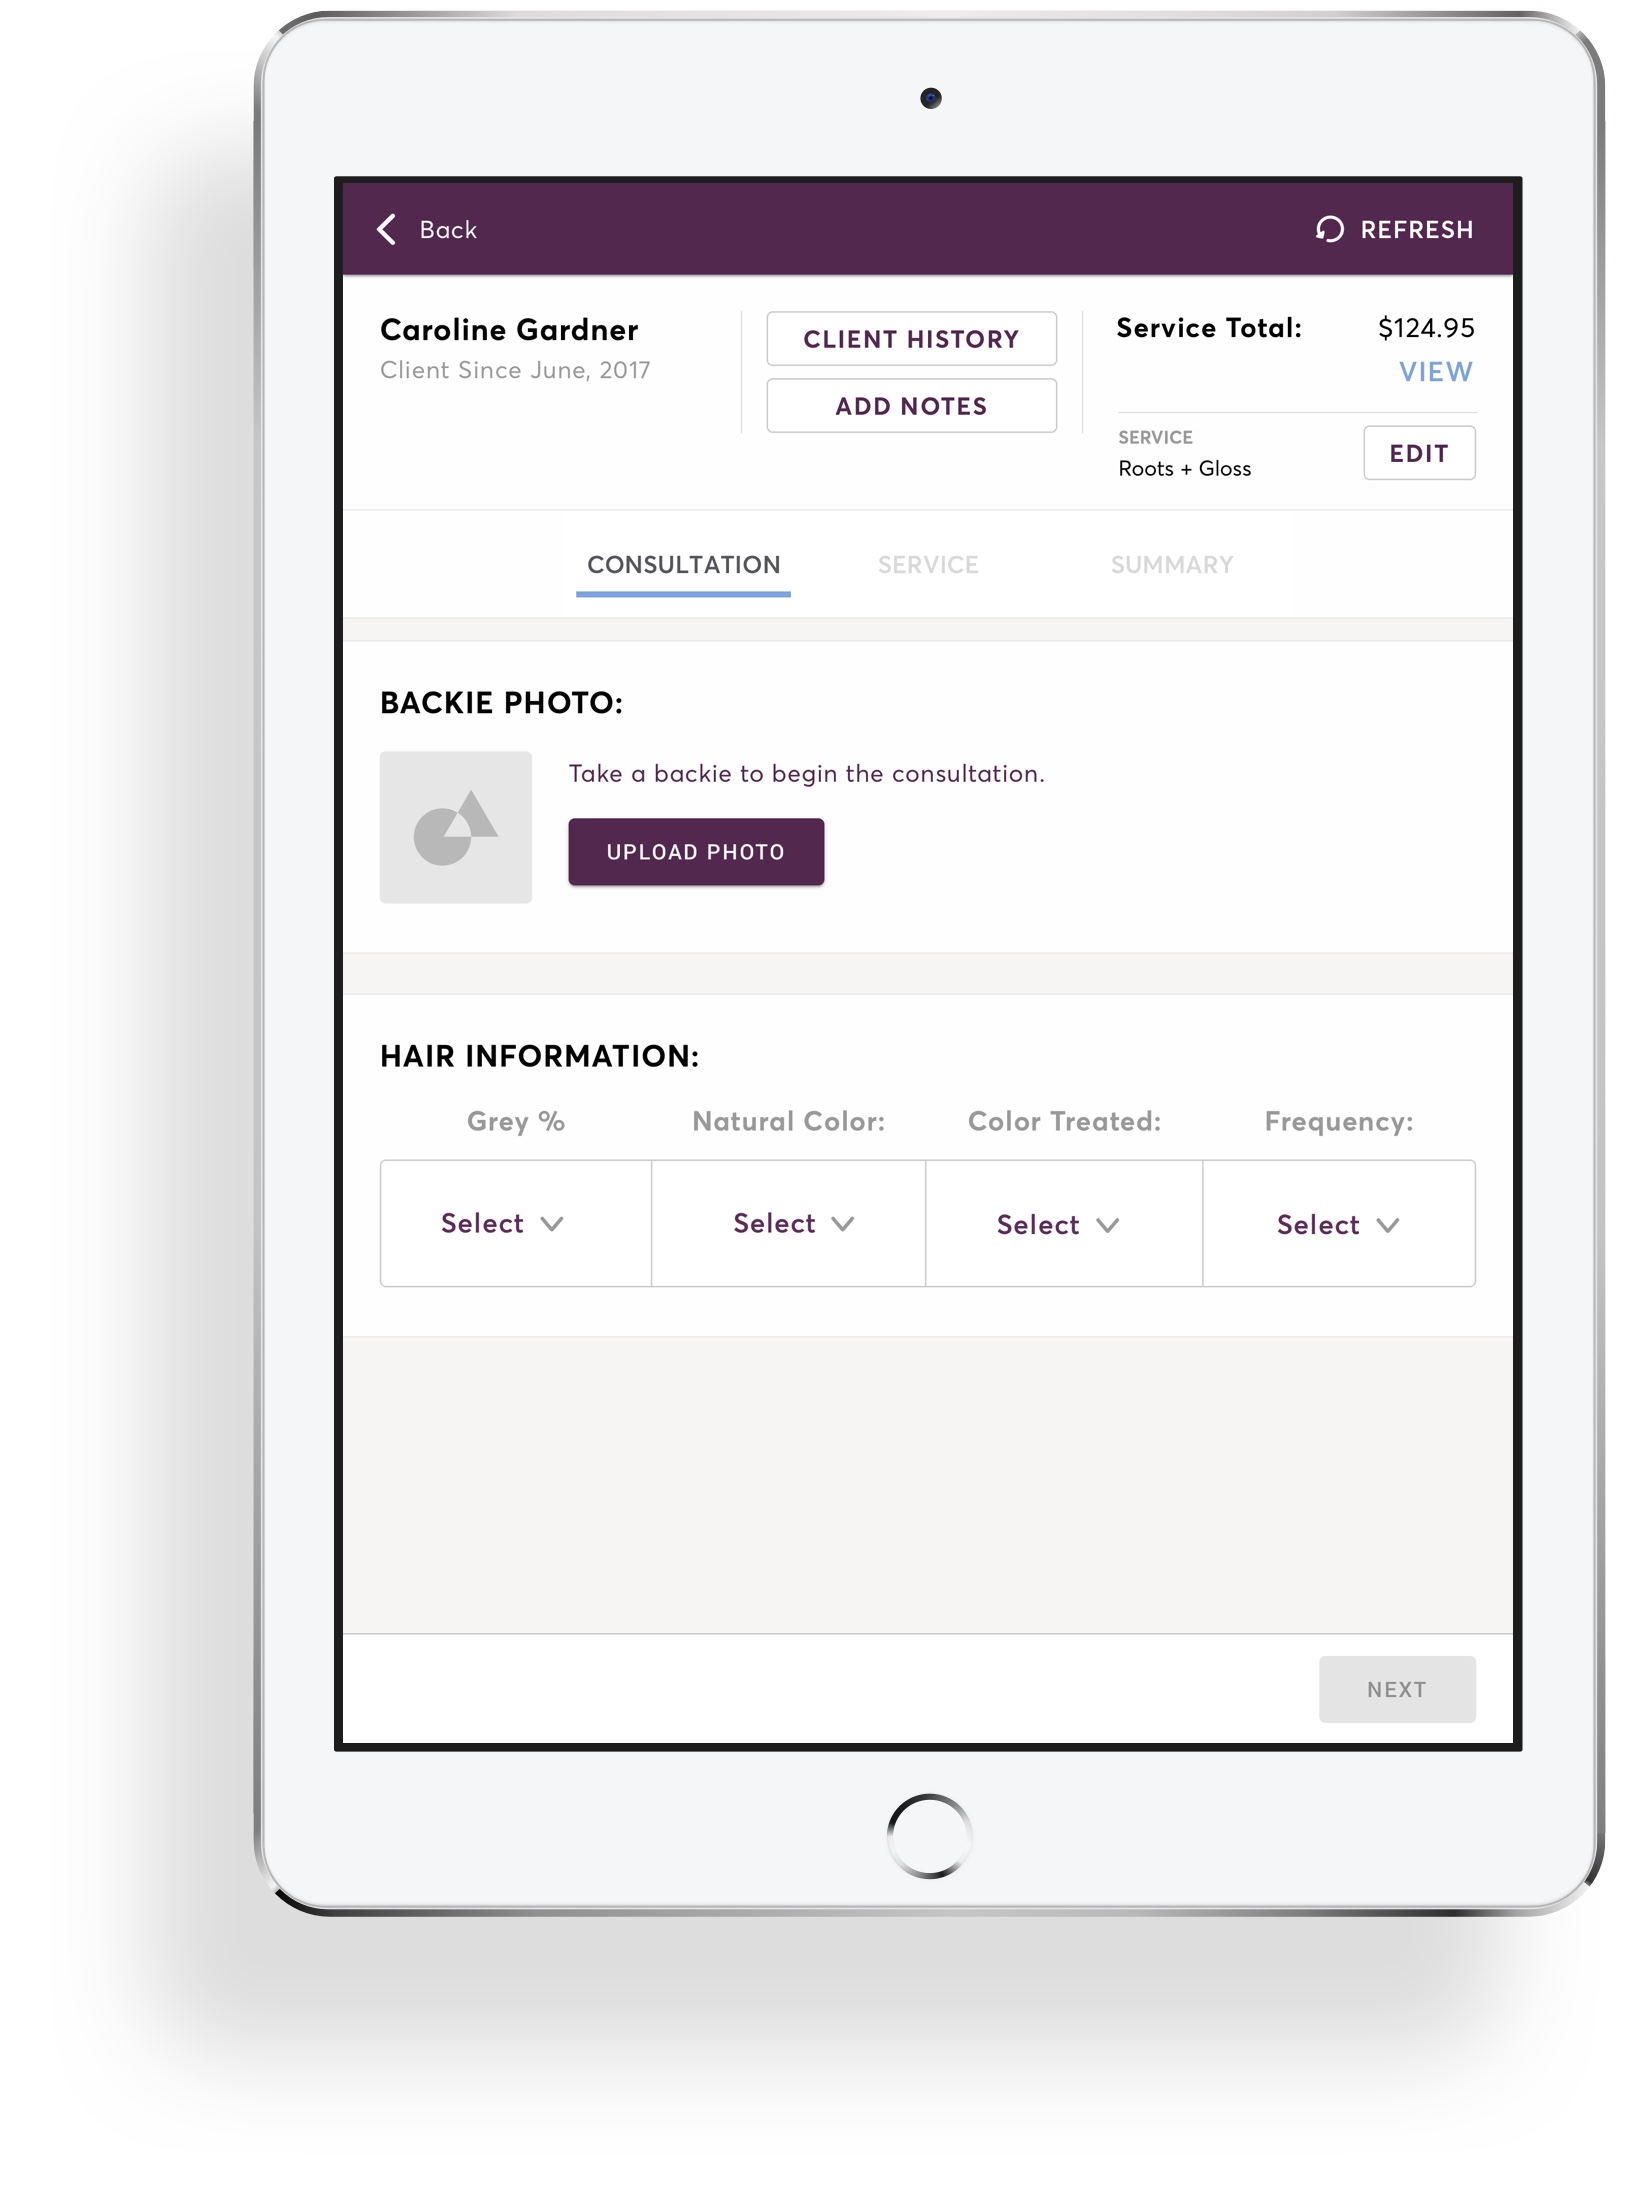 Back
REFRESH
Caroline Gardner
Client Since June, 2017
CLIENT HISTORY
ADD NOTES
Service Total: $124.95
VIEW
SERVICE
Roots + Gloss
EDIT
CONSULTATION SERVICE SUMMARY
BACKIE PHOTO:
Take a backie to begin the consultation.
UPLOAD PHOTO
HAIR INFORMATION:
Grey % Natural Color: Color Treated: Frequency:
Select Select Select Select
NEXT